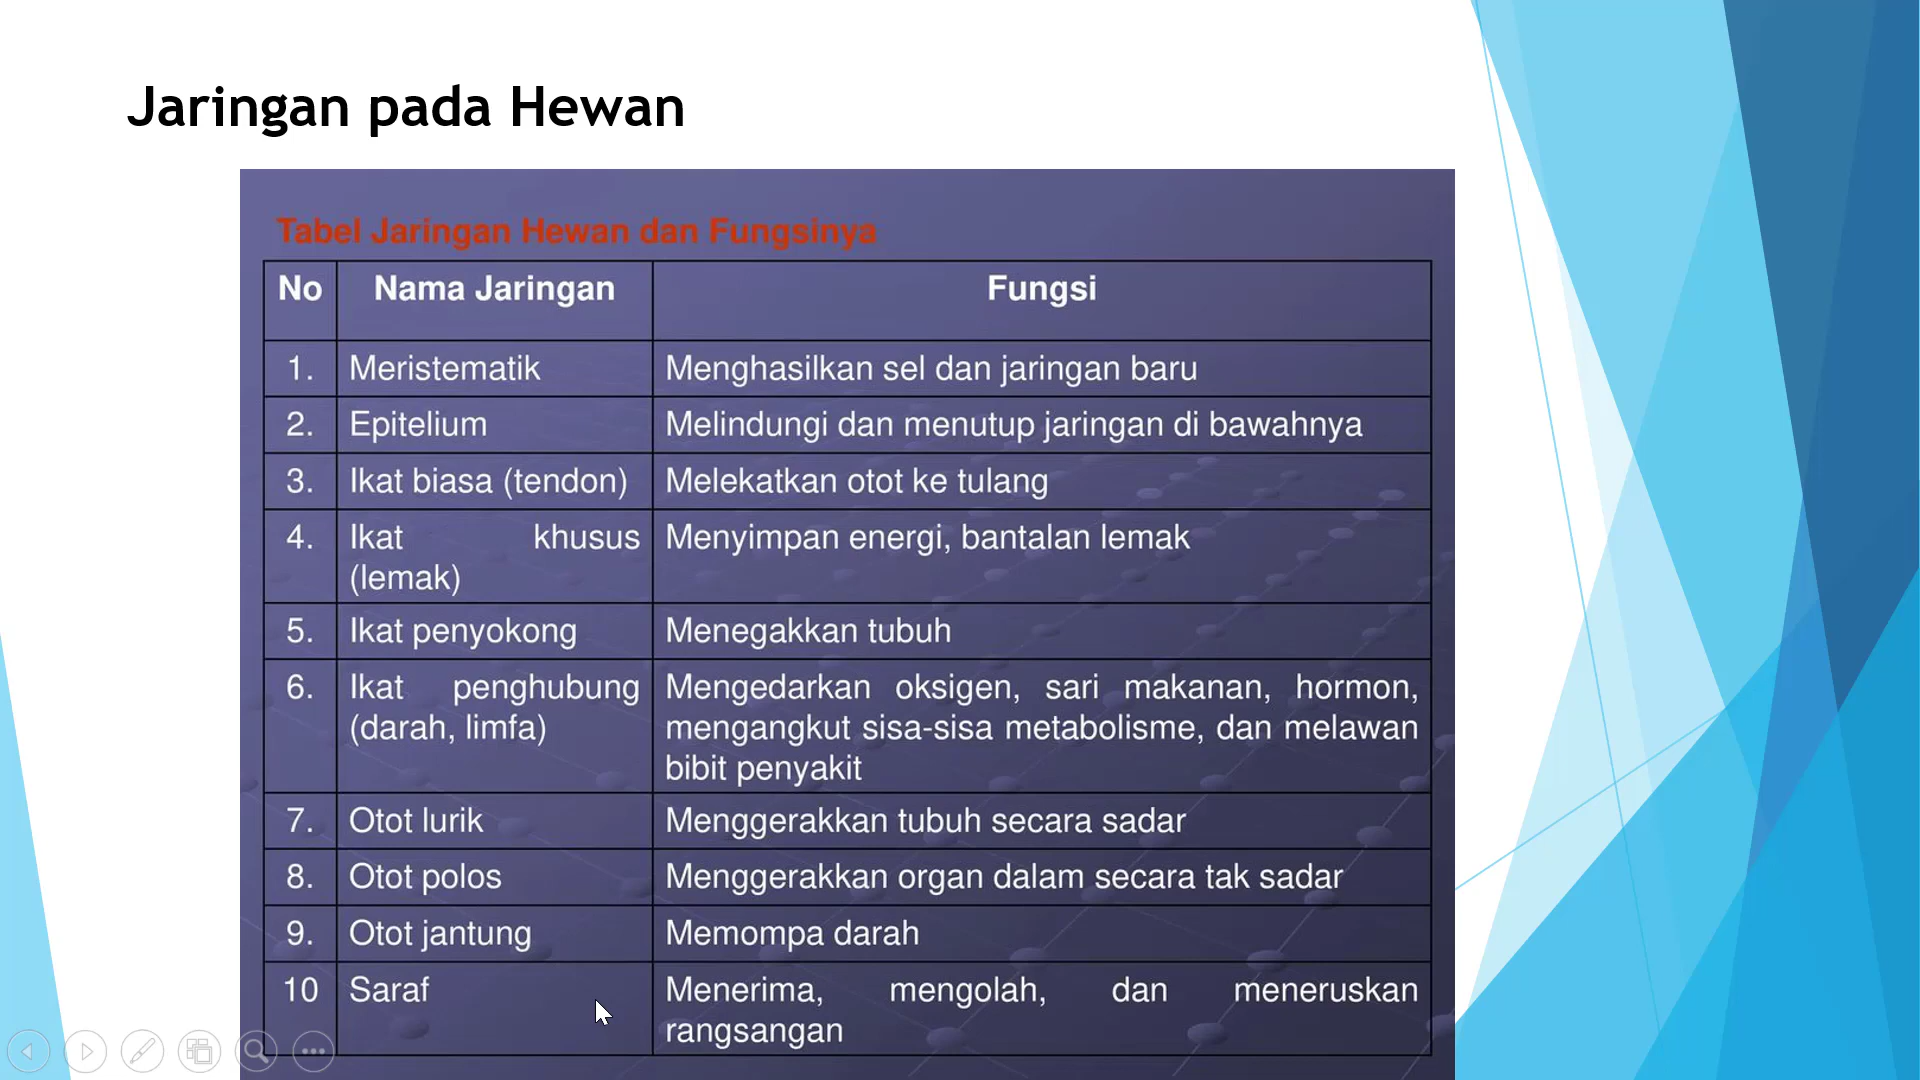 Jaringan pada Hewan
Tabel Jaringan Hewan dan Fungsinya
No Nama Jaringan Fungsi
1. Meristematik Menghasilkan sel dan jaringan baru
2. Epitelium Melindungi dan menutup jaringan di bawahnya
3. Ikat biasa (tendon) Melekatkan otot ke tulang
4. Ikat khusus Menyimpan energi, bantalan lemak
(lemak)
5. Ikat penyokong Menegakkan tubuh
6. Ikat penghubung Mengedarkan oksigen, sari makanan, hormon,
(darah, limfa) mengangkut sisa-sisa metabolisme, dan melawan
bibit penyakit
7. Otot lurik Menggerakkan tubuh secara sadar
8. Otot polos Menggerakkan organ dalam secara tak sadar
9. Otot jantung Memompa darah
10 Saraf Menerima, mengolah, dan meneruskan
rangsangan